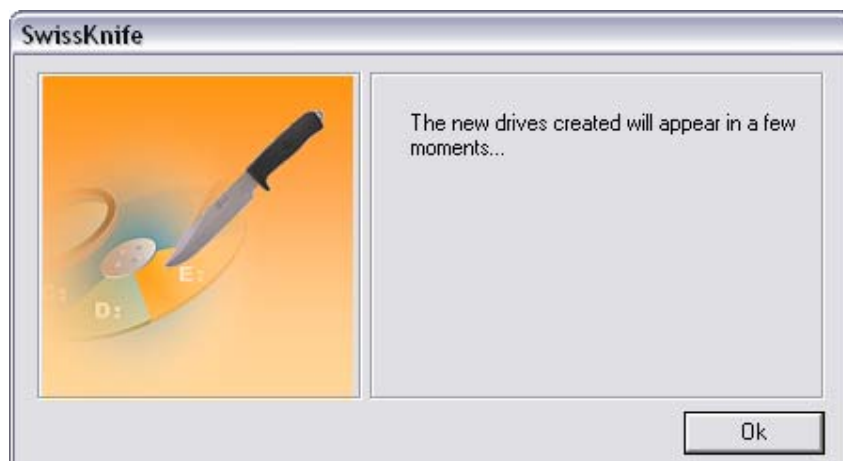 SwissKnife
The new drives created will appear in a few
moments...
C:
D:
E:
Ok